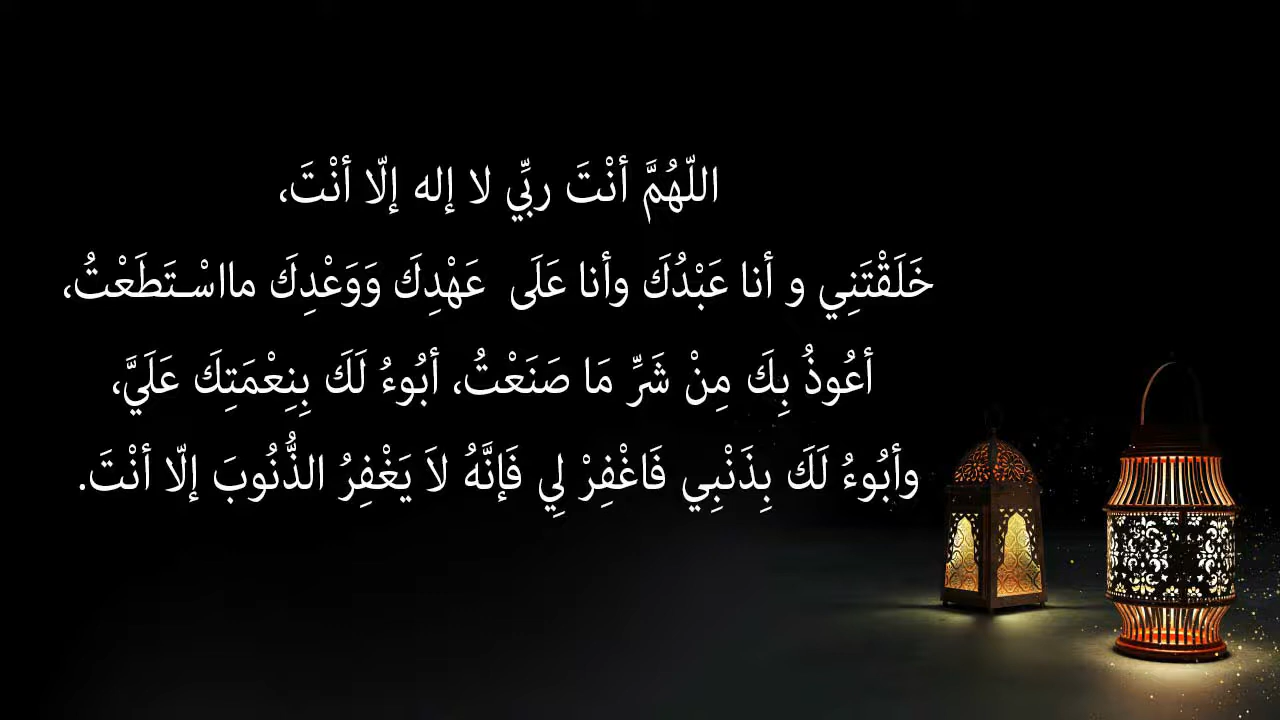 اللّهُمَّ أنْتَ ربِّي لا إله إلّا أنْتَ،
خَلَقْتَنِي و أنا عَبْدُكَ وأنا عَلَى عَهْدِكَ وَوَعْدِكَ مااسْـتَطَعْتُ،
أعُوذُ بِكَ مِنْ شَرِّ مَا صَنَعْتُ، أبُوءُ لَكَ بِنِعْمَتِكَ عَلَيَّ،
وأبُوءُ لَكَ بِذَنْبِي فَاغْفِرْ لِي فَإنَّهُ لاَ يَغْفِرُ الذُّنُوبَ إلّا أنْتَ.